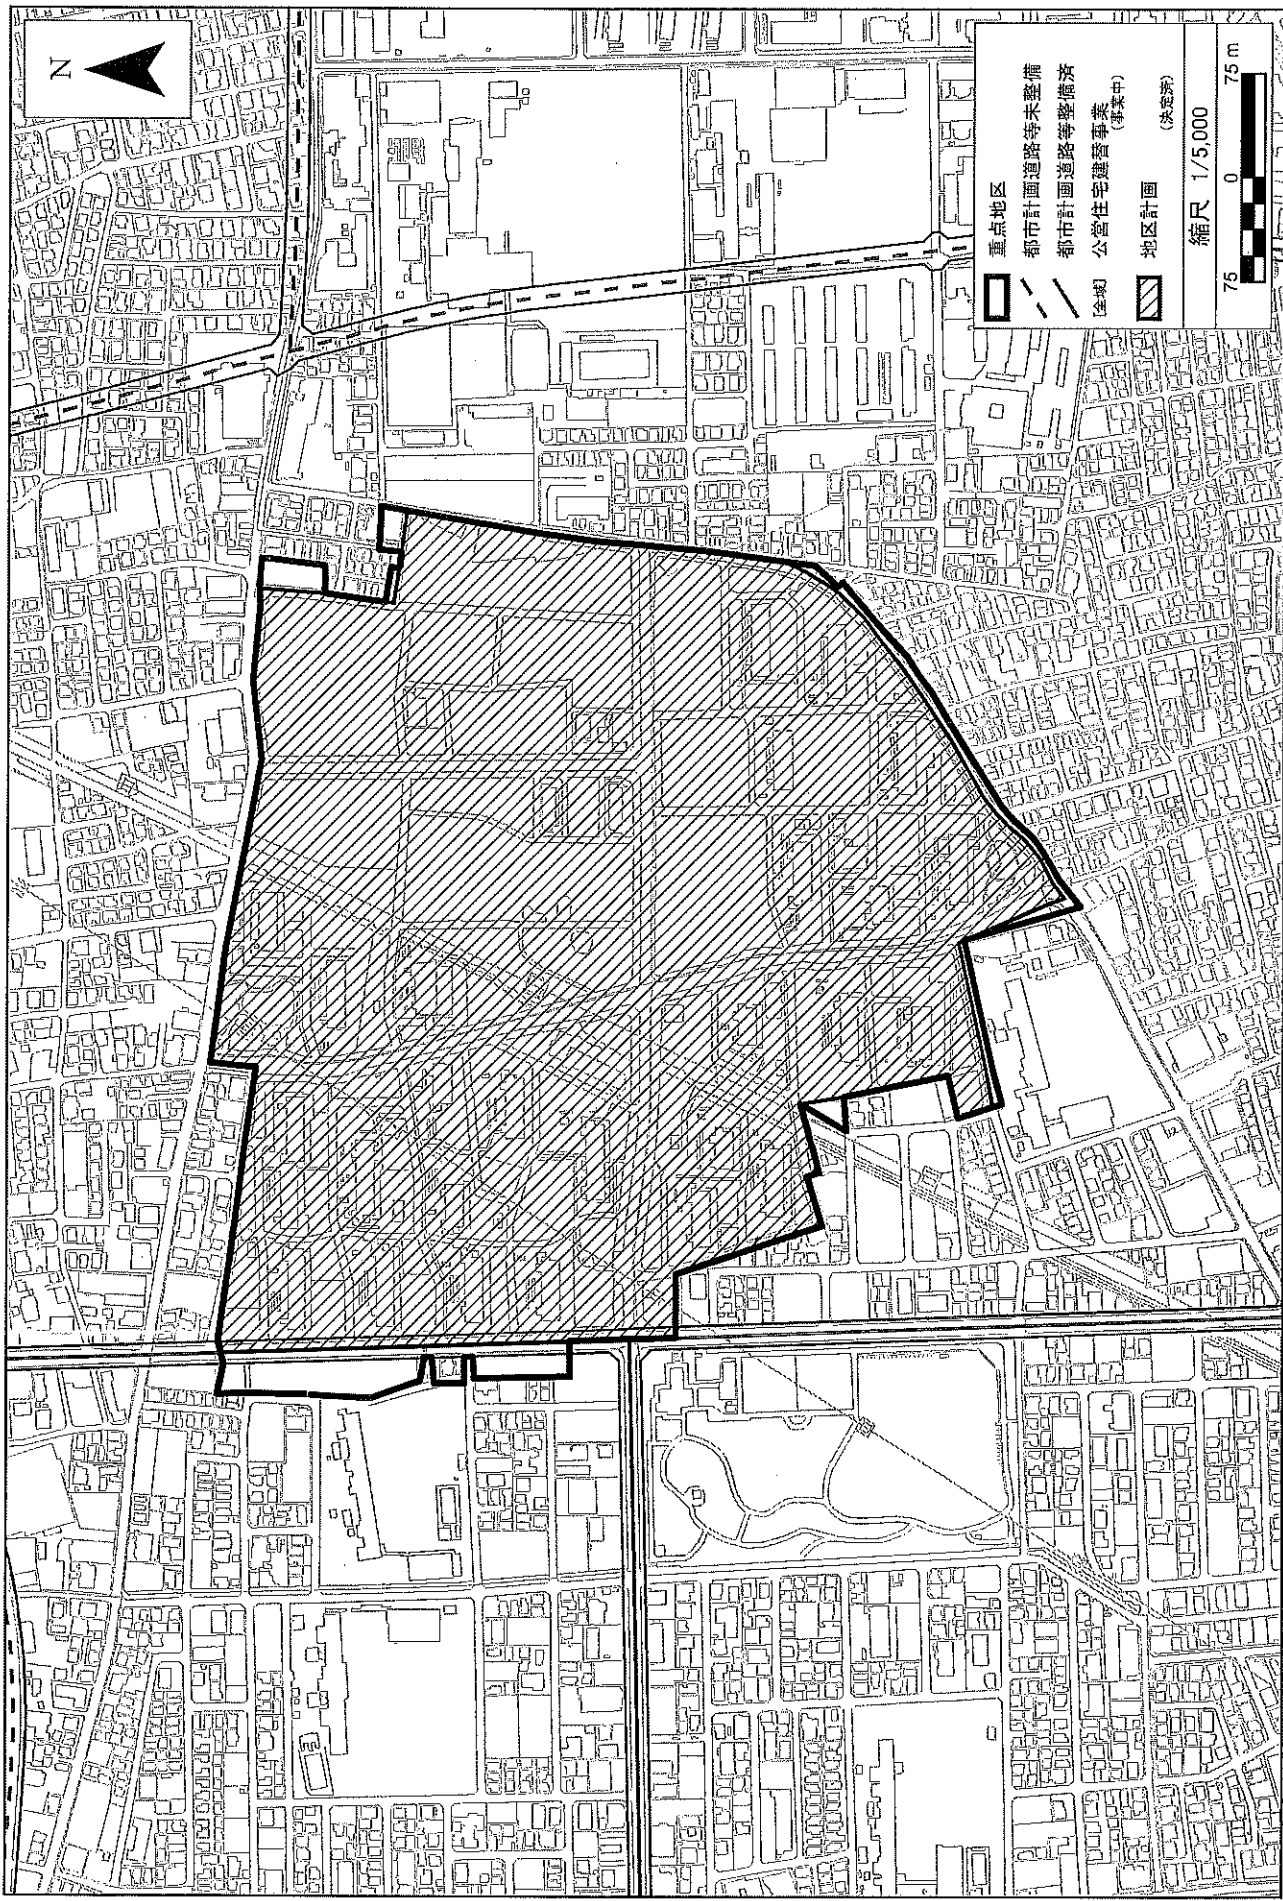 N
重点地区
都市計画道路等未整備
都市計画道路等整備済
[全域] 公営住宅建替事業
(事業中)
地区計画
(決定済)
縮尺 1/5,000
75 0 75 m